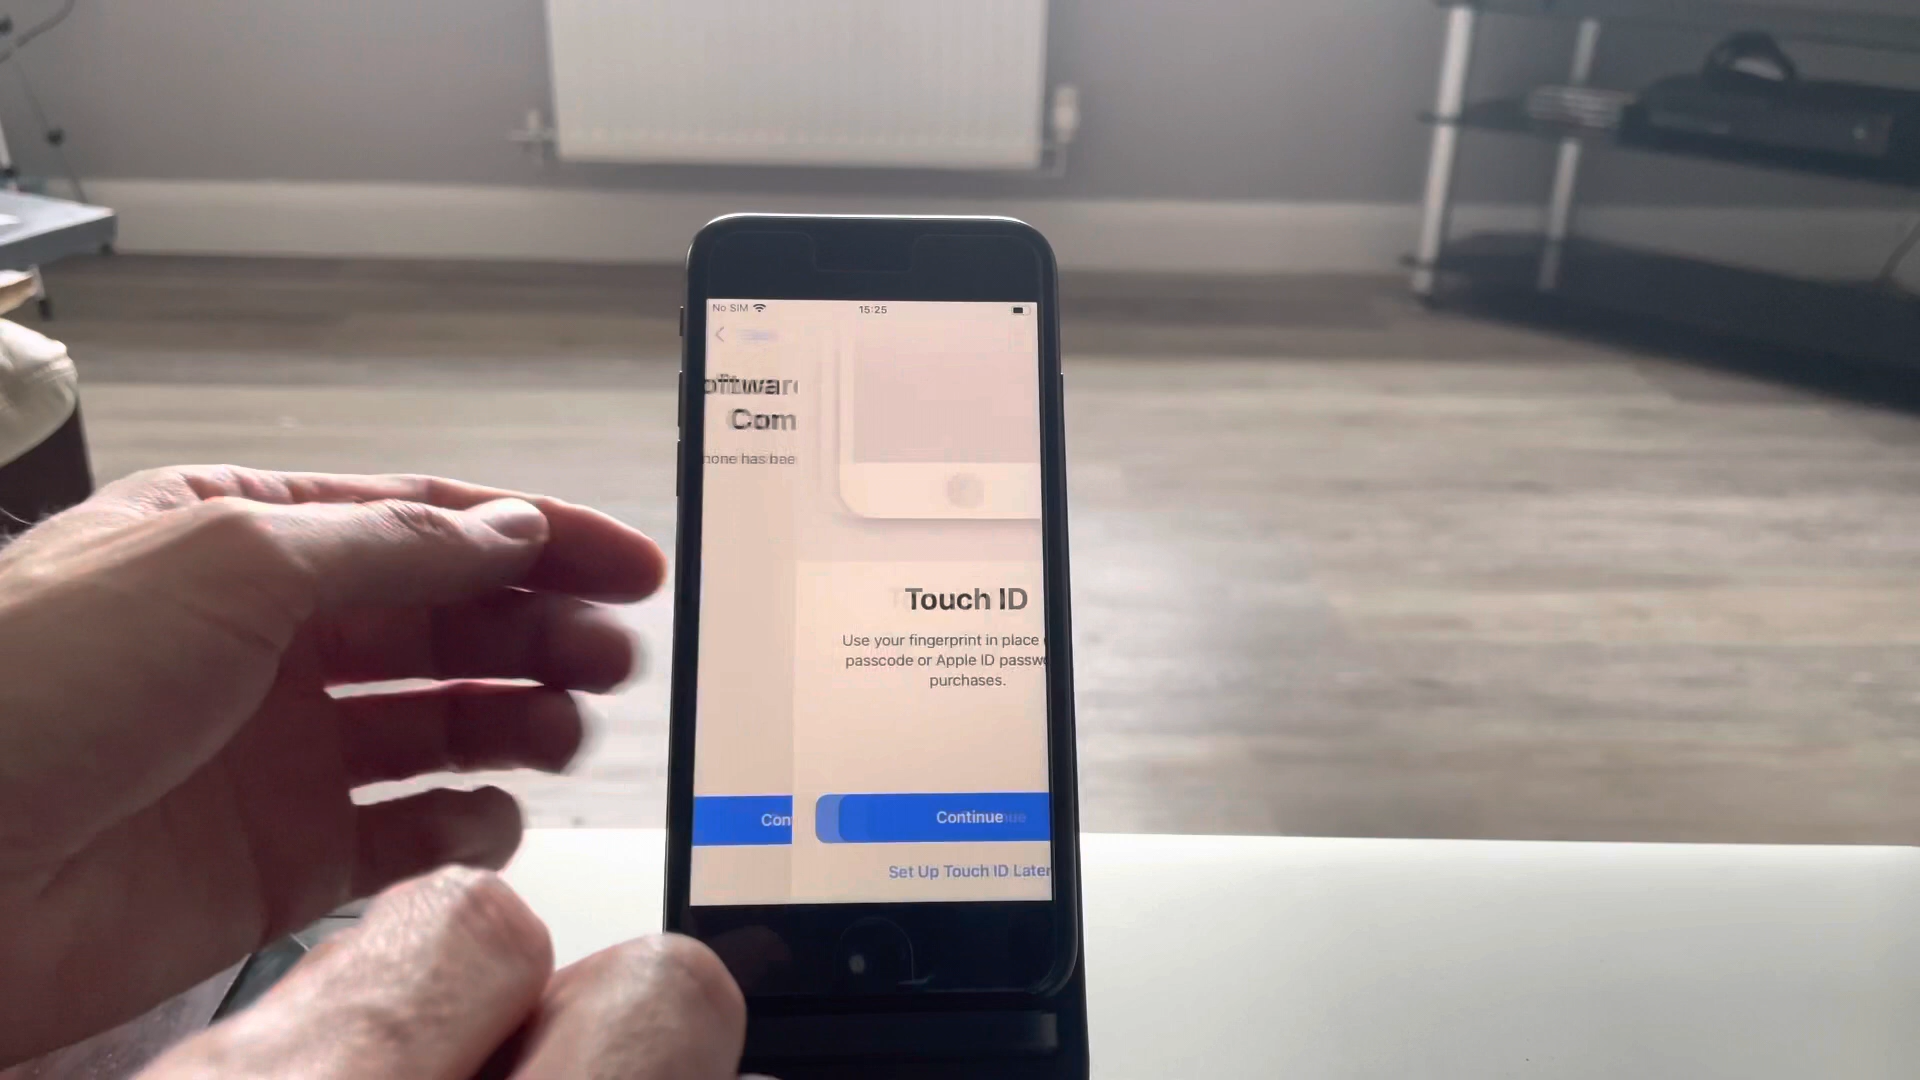 No SIM
15:25
oftware
Com
hone has bee
Touch ID
Use your fingerprint in place
passcode or Apple ID passw
purchases.
Con
Continue
Set Up Touch ID Later